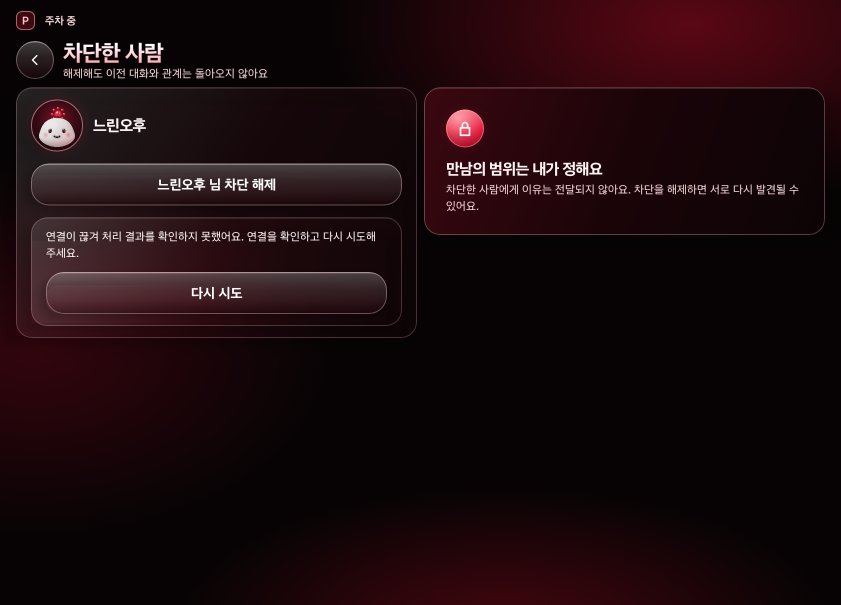 P 주차 중
차단한 사람
해제해도 이전 대화와 관계는 돌아오지 않아요
느린오후
느린오후 님 차단 해제
연결이 끊겨 처리 결과를 확인하지 못했어요. 연결을 확인하고 다시 시도해
주세요.
다시 시도
만남의 범위는 내가 정해요
차단한 사람에게 이유는 전달되지 않아요. 차단을 해제하면 서로 다시 발견될 수
있어요.